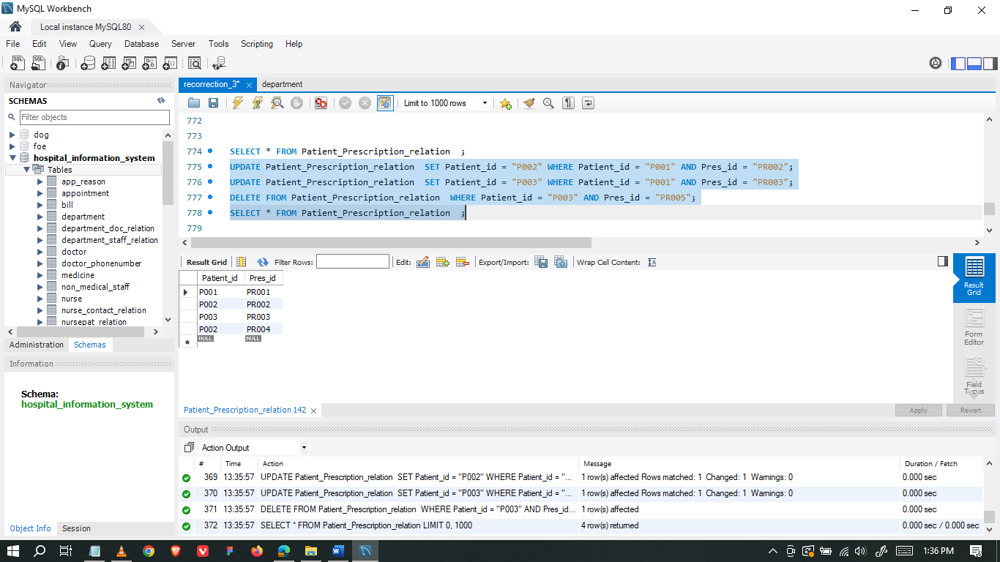 MySQL Workbench
Local instance MySQL80
File Edit View Query Database Server Tools Scripting Help
Navigator
SCHEMAS
Filter objects
dog
foe
hospital_information_system
Tables
app_reason
appointment
bill
department
department_doc_relation
department_staff_relation
doctor
doctor_phonenumber
medicine
non_medical_staff
nurse
nurse_contact_relation
nursepat_relation
Administration Schemas
Information
Schema:
hospital_information_system
Object Info Session
recorrection_3* department
Limit to 1000 rows
772
773
774 SELECT * FROM Patient_Prescription_relation ;
775 UPDATE Patient_Prescription_relation SET Patient_id = "P002" WHERE Patient_id = "P001" AND Pres_id = "PR002";
776 UPDATE Patient_Prescription_relation SET Patient_id = "P003" WHERE Patient_id = "P001" AND Pres_id = "PR003";
777 DELETE FROM Patient_Prescription_relation WHERE Patient_id = "P003" AND Pres_id = "PR005";
778 SELECT * FROM Patient_Prescription_relation ;
779
Result Grid Filter Rows: Edit: Export/Import: Wrap Cell Content:
Patient_id Pres_id
P001 PR001
P002 PR002
P003 PR003
P002 PR004
NULL NULL
Result
Grid
Form
Editor
Field
Types
Patient_Prescription_relation 142
Apply Revert
Output
Action Output
# Time Action Message Duration / Fetch
369 13:35:57 UPDATE Patient_Prescription_relation SET Patient_id = "P002" WHERE Patient_id = "... 1 row(s) affected Rows matched: 1 Changed: 1 Warnings: 0 0.000 sec
370 13:35:57 UPDATE Patient_Prescription_relation SET Patient_id = "P003" WHERE Patient_id = "... 1 row(s) affected Rows matched: 1 Changed: 1 Warnings: 0 0.000 sec
371 13:35:57 DELETE FROM Patient_Prescription_relation WHERE Patient_id = "P003" AND Pres_id... 1 row(s) affected 0.000 sec
372 13:35:57 SELECT * FROM Patient_Prescription_relation LIMIT 0, 1000 4 row(s) returned 0.000 sec / 0.000 sec
1:36 PM